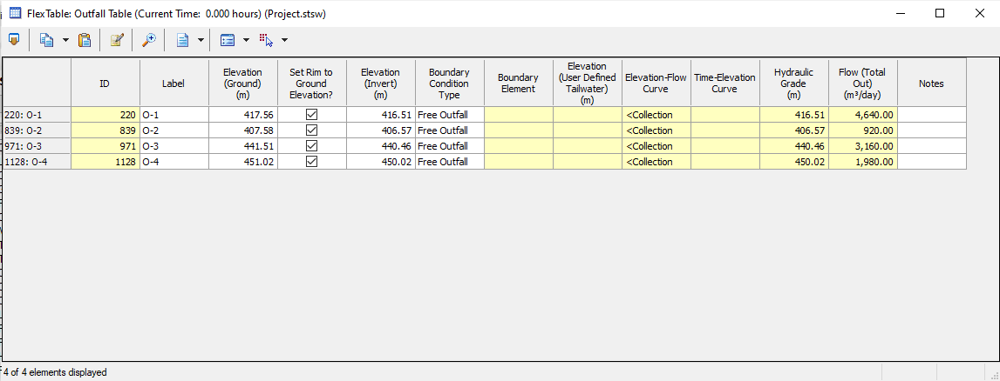 FlexTable: Outfall Table (Current Time: 0.000 hours) (Project.stsw)
ID
Label
Elevation (Ground) (m)
Set Rim to Ground Elevation?
Elevation (Invert) (m)
Boundary Condition Type
Boundary Element
Elevation (User Defined Tailwater) (m)
Elevation-Flow Curve
Time-Elevation Curve
Hydraulic Grade (m)
Flow (Total Out) (m³/day)
Notes
220: O-1 220 O-1 417.56 416.51 Free Outfall <Collection 416.51 4,640.00
839: O-2 839 O-2 407.58 406.57 Free Outfall <Collection 406.57 920.00
971: O-3 971 O-3 441.51 440.46 Free Outfall <Collection 440.46 3,160.00
1128: O-4 1128 O-4 451.02 450.02 Free Outfall <Collection 450.02 1,980.00
4 of 4 elements displayed